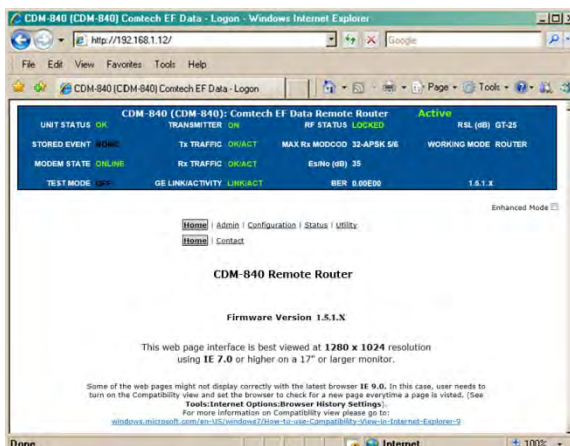 CDM-840 (CDM-840) Comtech EF Data - Logon - Windows Internet Explorer
http://192.168.1.12/
Google
File Edit View Favorites Tools Help
CDM-840 (CDM-840) Comtech EF Data - Logon
Page Tools
CDM-840 (CDM-840): Comtech EF Data Remote Router Active
UNIT STATUS OK TRANSMITTER ON RF STATUS LOCKED RSL (dB) GT-25
STORED EVENT NONE Tx TRAFFIC OK/ACT MAX Rx MODCOD 32-APSK 5/6 WORKING MODE ROUTER
MODEM STATE ONLINE Rx TRAFFIC OK/ACT Es/No (dB) 35
TEST MODE OFF GE LINK/ACTIVITY LINK/ACT BER 0.00E00 1.5.1.X
Enhanced Mode
Home | Admin | Configuration | Status | Utility
Home | Contact
CDM-840 Remote Router
Firmware Version 1.5.1.X
This web page interface is best viewed at 1280 x 1024 resolution
using IE 7.0 or higher on a 17" or larger monitor.
Some of the web pages might not display correctly with the latest browser IE 9.0. In this case, user needs to
turn on the Compatibility view and set the browser to check for a new page everytime a page is visted. (See
Tools:Internet Options:Browser History Settings).
For more information on Compatibility view please go to:
windows.microsoft.com/en-US/windows7/How-to-use-Compatibility-View-in-Internet-Explorer-9
Done Internet 100%